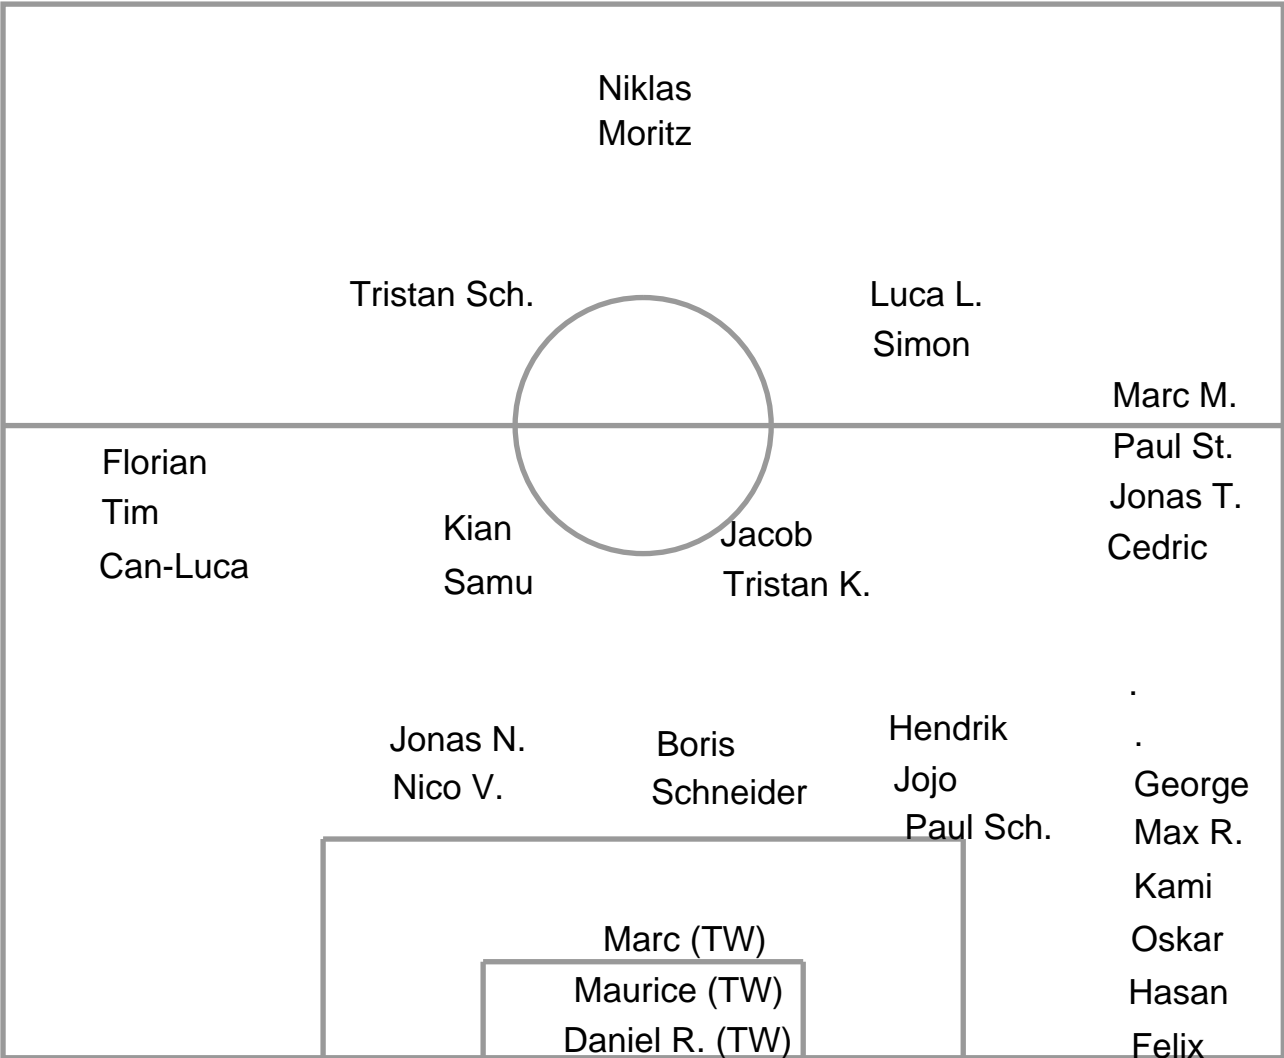 Niklas
Moritz
Tristan Sch.
Luca L.
Simon
Marc M.
Paul St.
Jonas T.
Cedric
Florian
Tim
Can-Luca
Kian
Samu
Jacob
Tristan K.
.
.
George
Max R.
Kami
Oskar
Hasan
Felix
Jonas N.
Nico V.
Boris
Schneider
Hendrik
Jojo
Paul Sch.
Marc (TW)
Maurice (TW)
Daniel R. (TW)